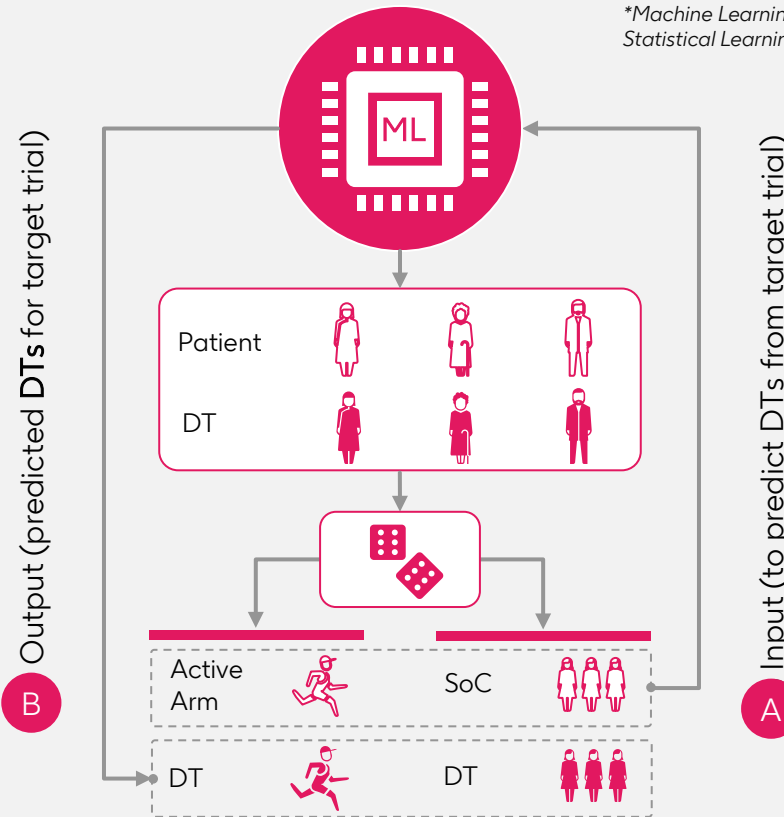 *Machine Learnin
Statistical Learnin
ML
Output (predicted DTs for target trial)
B
Input (to predict DTs from target trial)
A
Patient
DT
Active
Arm
SoC
DT
DT